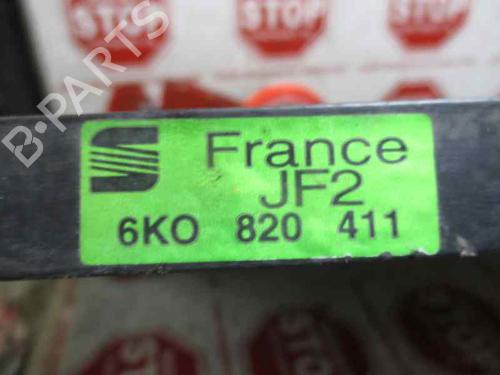 STOP
B-PARTS
France
JF2
6KO 820 411
STOP
STOP